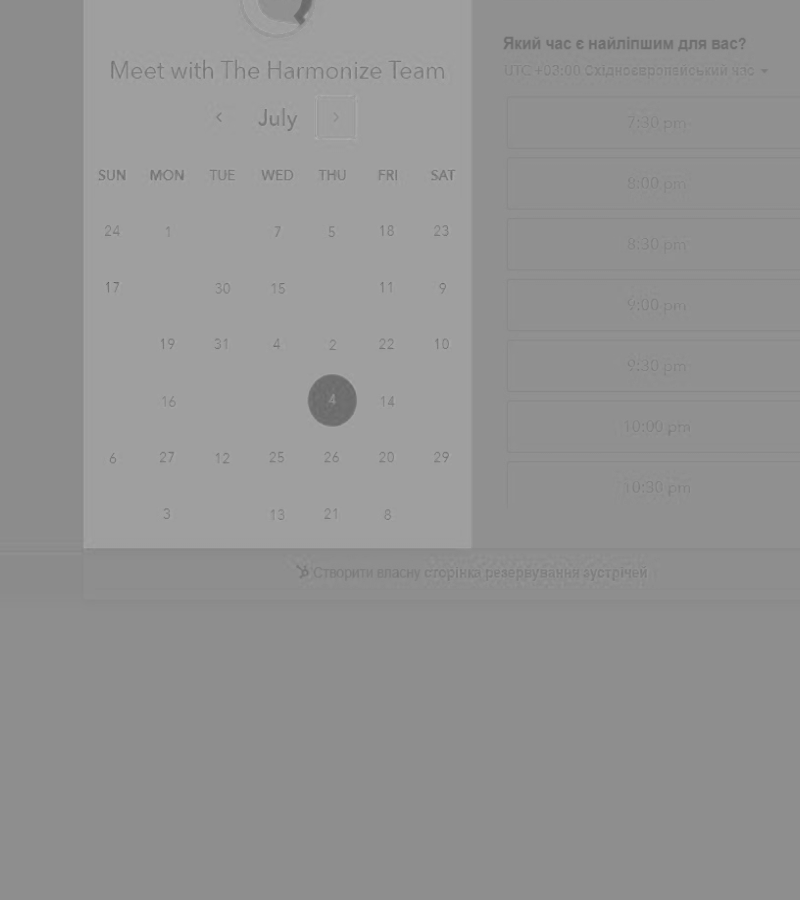 Meet with The Harmonize Team
July
SUN MON TUE WED THU FRI SAT
24 1 7 5 18 23
17 30 15 11 9
19 31 4 2 22 10
16 4 14
6 27 12 25 26 20 29
3 13 21 8
Який час є найліпшим для вас?
UTC +03:00 Східноєвропейський час
7:30 pm
8:00 pm
8:30 pm
9:00 pm
9:30 pm
10:00 pm
10:30 pm
Створити власну сторінка резервування зустрічей